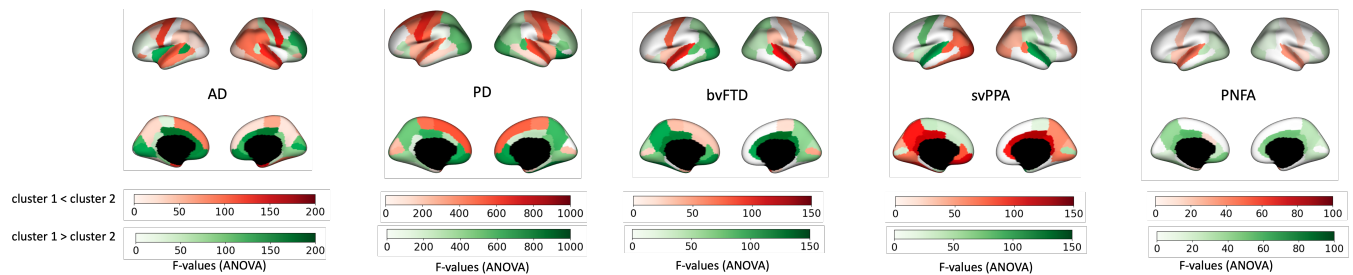 AD
PD
bvFTD
svPPA
PNFA
cluster 1 < cluster 2
0 50 100 150 200
0 200 400 600 800 1000
0 50 100 150
0 50 100 150
0 20 40 60 80 100
cluster 1 > cluster 2
0 50 100 150 200
0 200 400 600 800 1000
0 50 100 150
0 50 100 150
0 20 40 60 80 100
F-values (ANOVA)
F-values (ANOVA)
F-values (ANOVA)
F-values (ANOVA)
F-values (ANOVA)